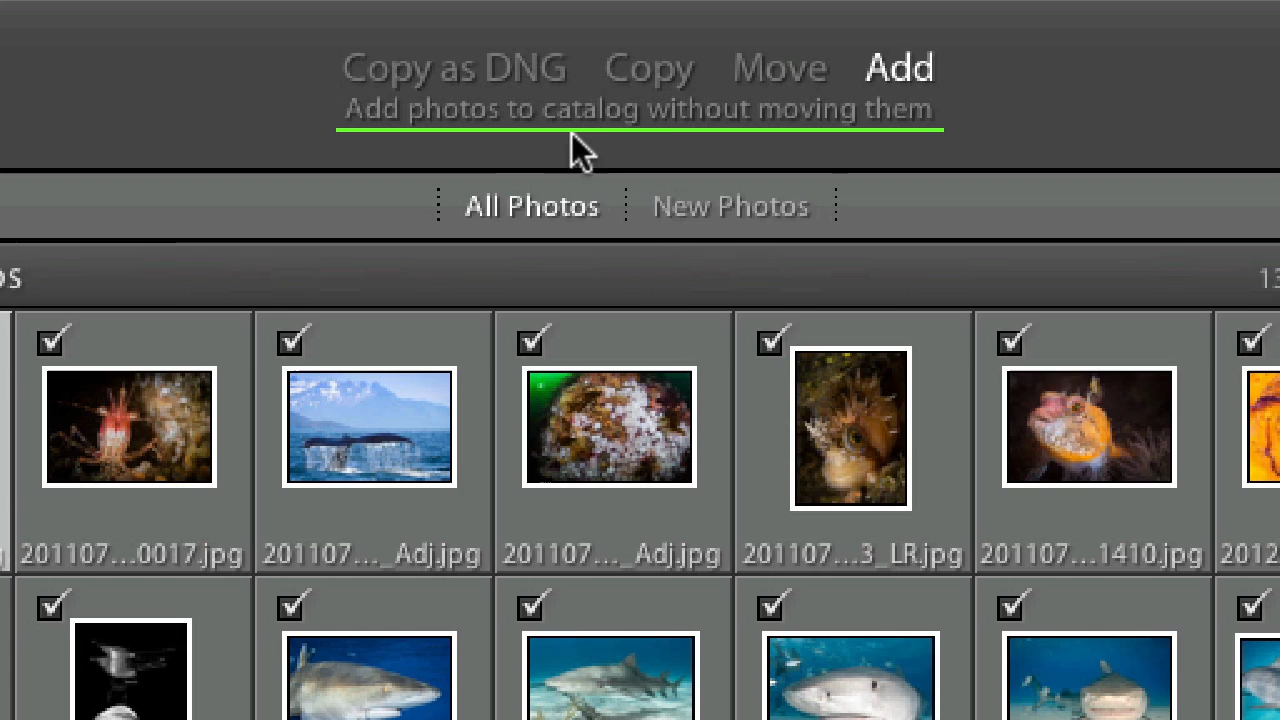 Copy as DNG Copy Move Add
Add photos to catalog without moving them
All Photos New Photos
201107...0017.jpg 201107..._Adj.jpg 201107..._Adj.jpg 201107...3_LR.jpg 201107...1410.jpg